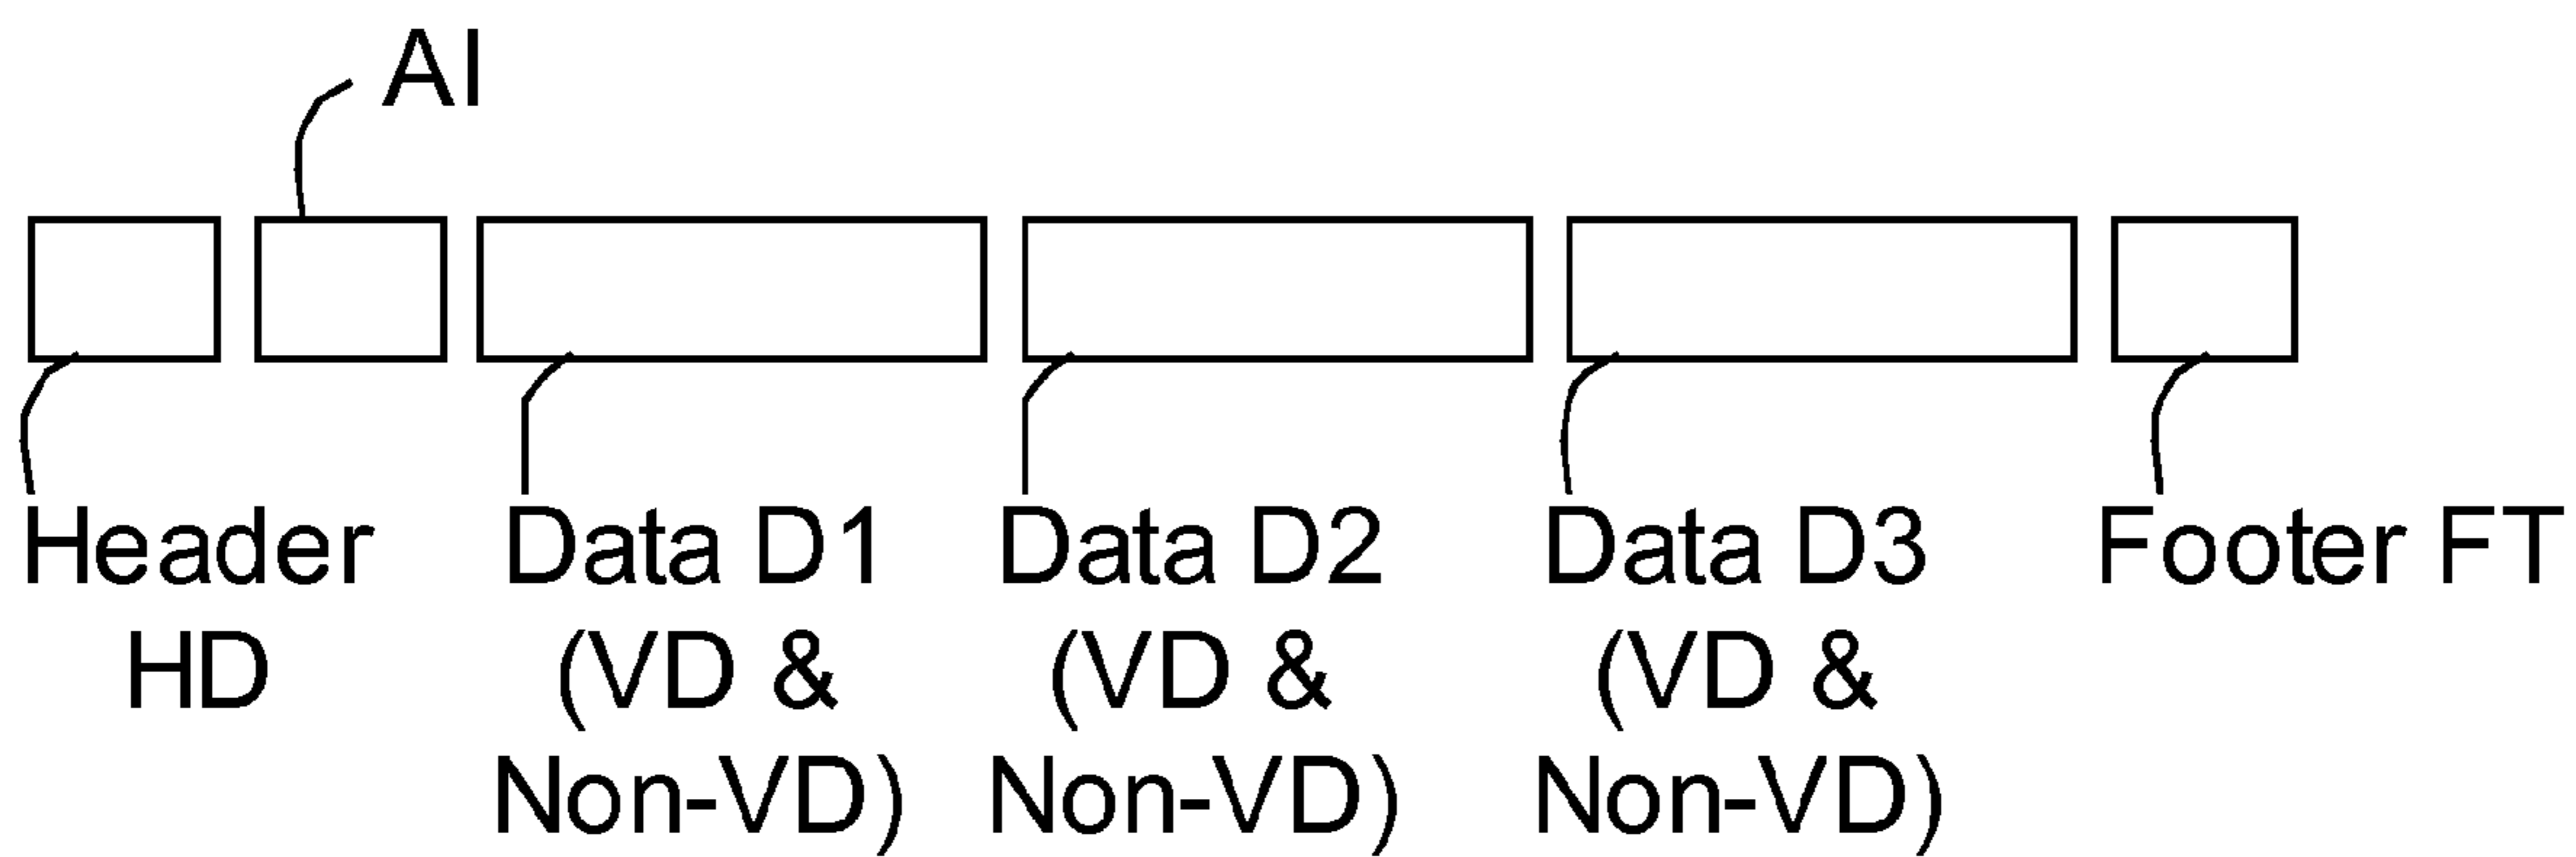 AI
Header
HD
Data D1
(VD &
Non-VD)
Data D2
(VD &
Non-VD)
Data D3
(VD &
Non-VD)
Footer FT